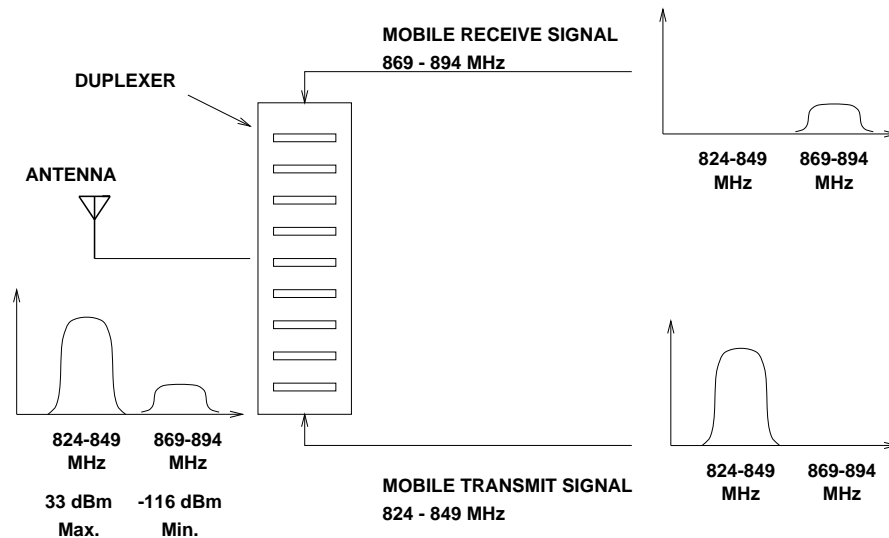 MOBILE RECEIVE SIGNAL
869 - 894 MHz
DUPLEXER
ANTENNA
824-849
MHz
869-894
MHz
824-849
MHz
869-894
MHz
33 dBm
Max.
-116 dBm
Min.
MOBILE TRANSMIT SIGNAL
824 - 849 MHz
824-849
MHz
869-894
MHz